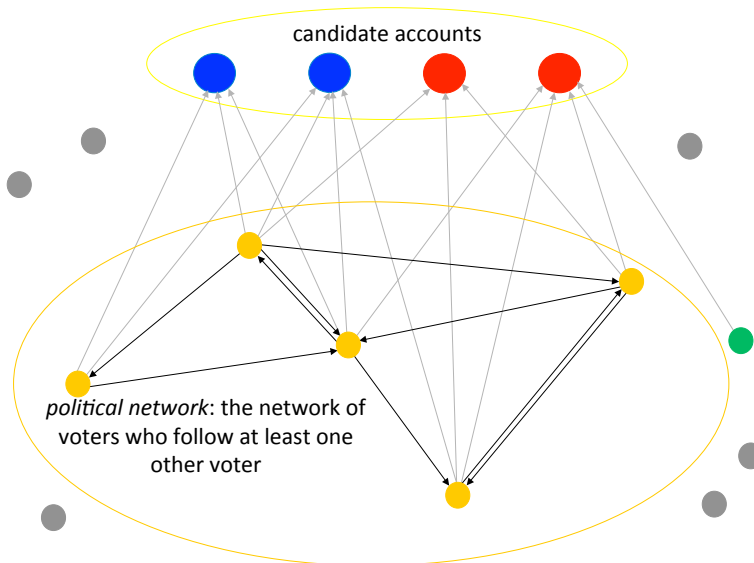 candidate accounts
political network: the network of
voters who follow at least one
other voter